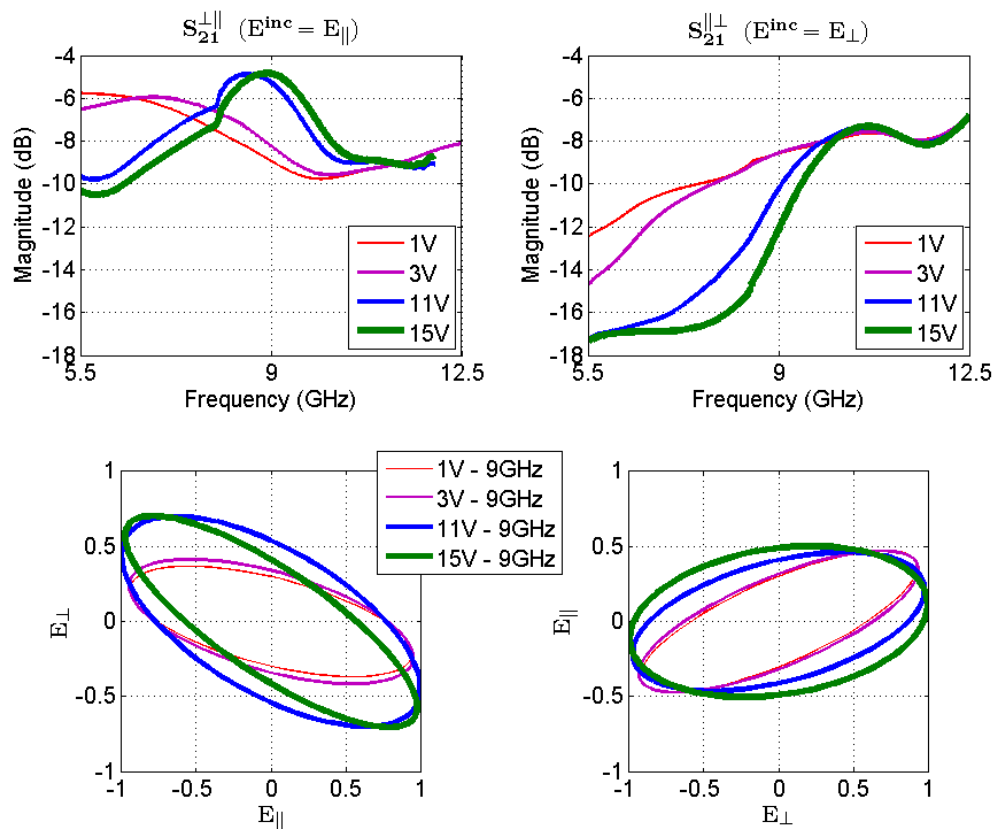 S21⊥∥ (Einc = E∥)
-4
-6
-8
-10
-12
-14
-16
-18
Magnitude (dB)
1V
3V
11V
15V
5.5
9
12.5
Frequency (GHz)
S21∥⊥ (Einc = E⊥)
-4
-6
-8
-10
-12
-14
-16
-18
Magnitude (dB)
1V
3V
11V
15V
5.5
9
12.5
Frequency (GHz)
1
0.5
0
-0.5
-1
E⊥
-1
-0.5
0
0.5
1
E∥
1V - 9GHz
3V - 9GHz
11V - 9GHz
15V - 9GHz
1
0.5
0
-0.5
-1
E∥
-1
-0.5
0
0.5
1
E⊥